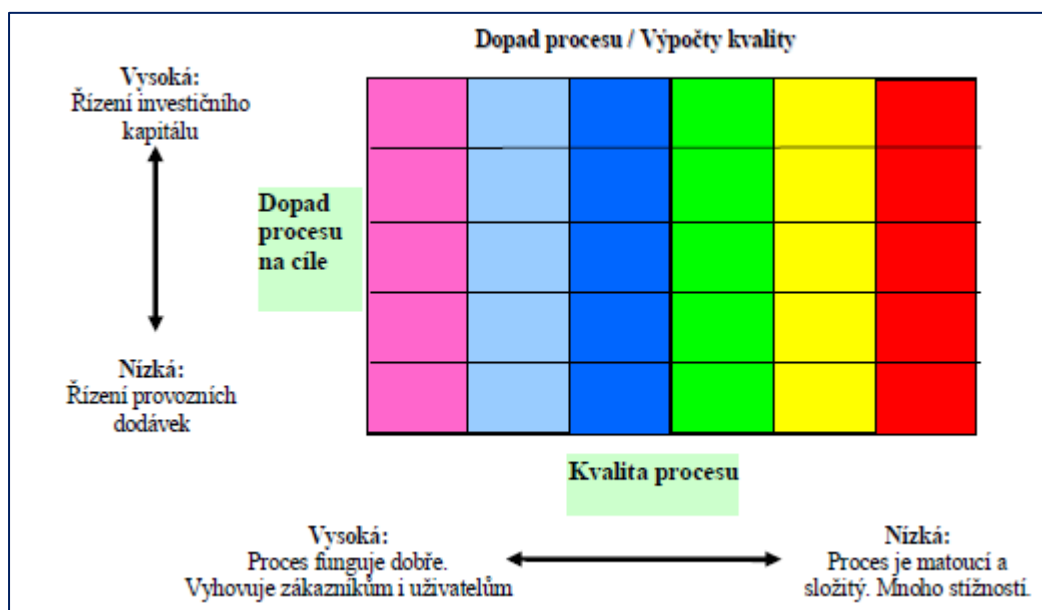 Dopad procesu / Výpočty kvality
Vysoká:
Řízení investičního
kapitálu
Dopad
procesu
na cíle
Nízká:
Řízení provozních
dodávek
Kvalita procesu
Vysoká:
Proces funguje dobře.
Vyhovuje zákazníkům i uživatelům
Nízká:
Proces je matoucí a
složitý. Mnoho stížností.